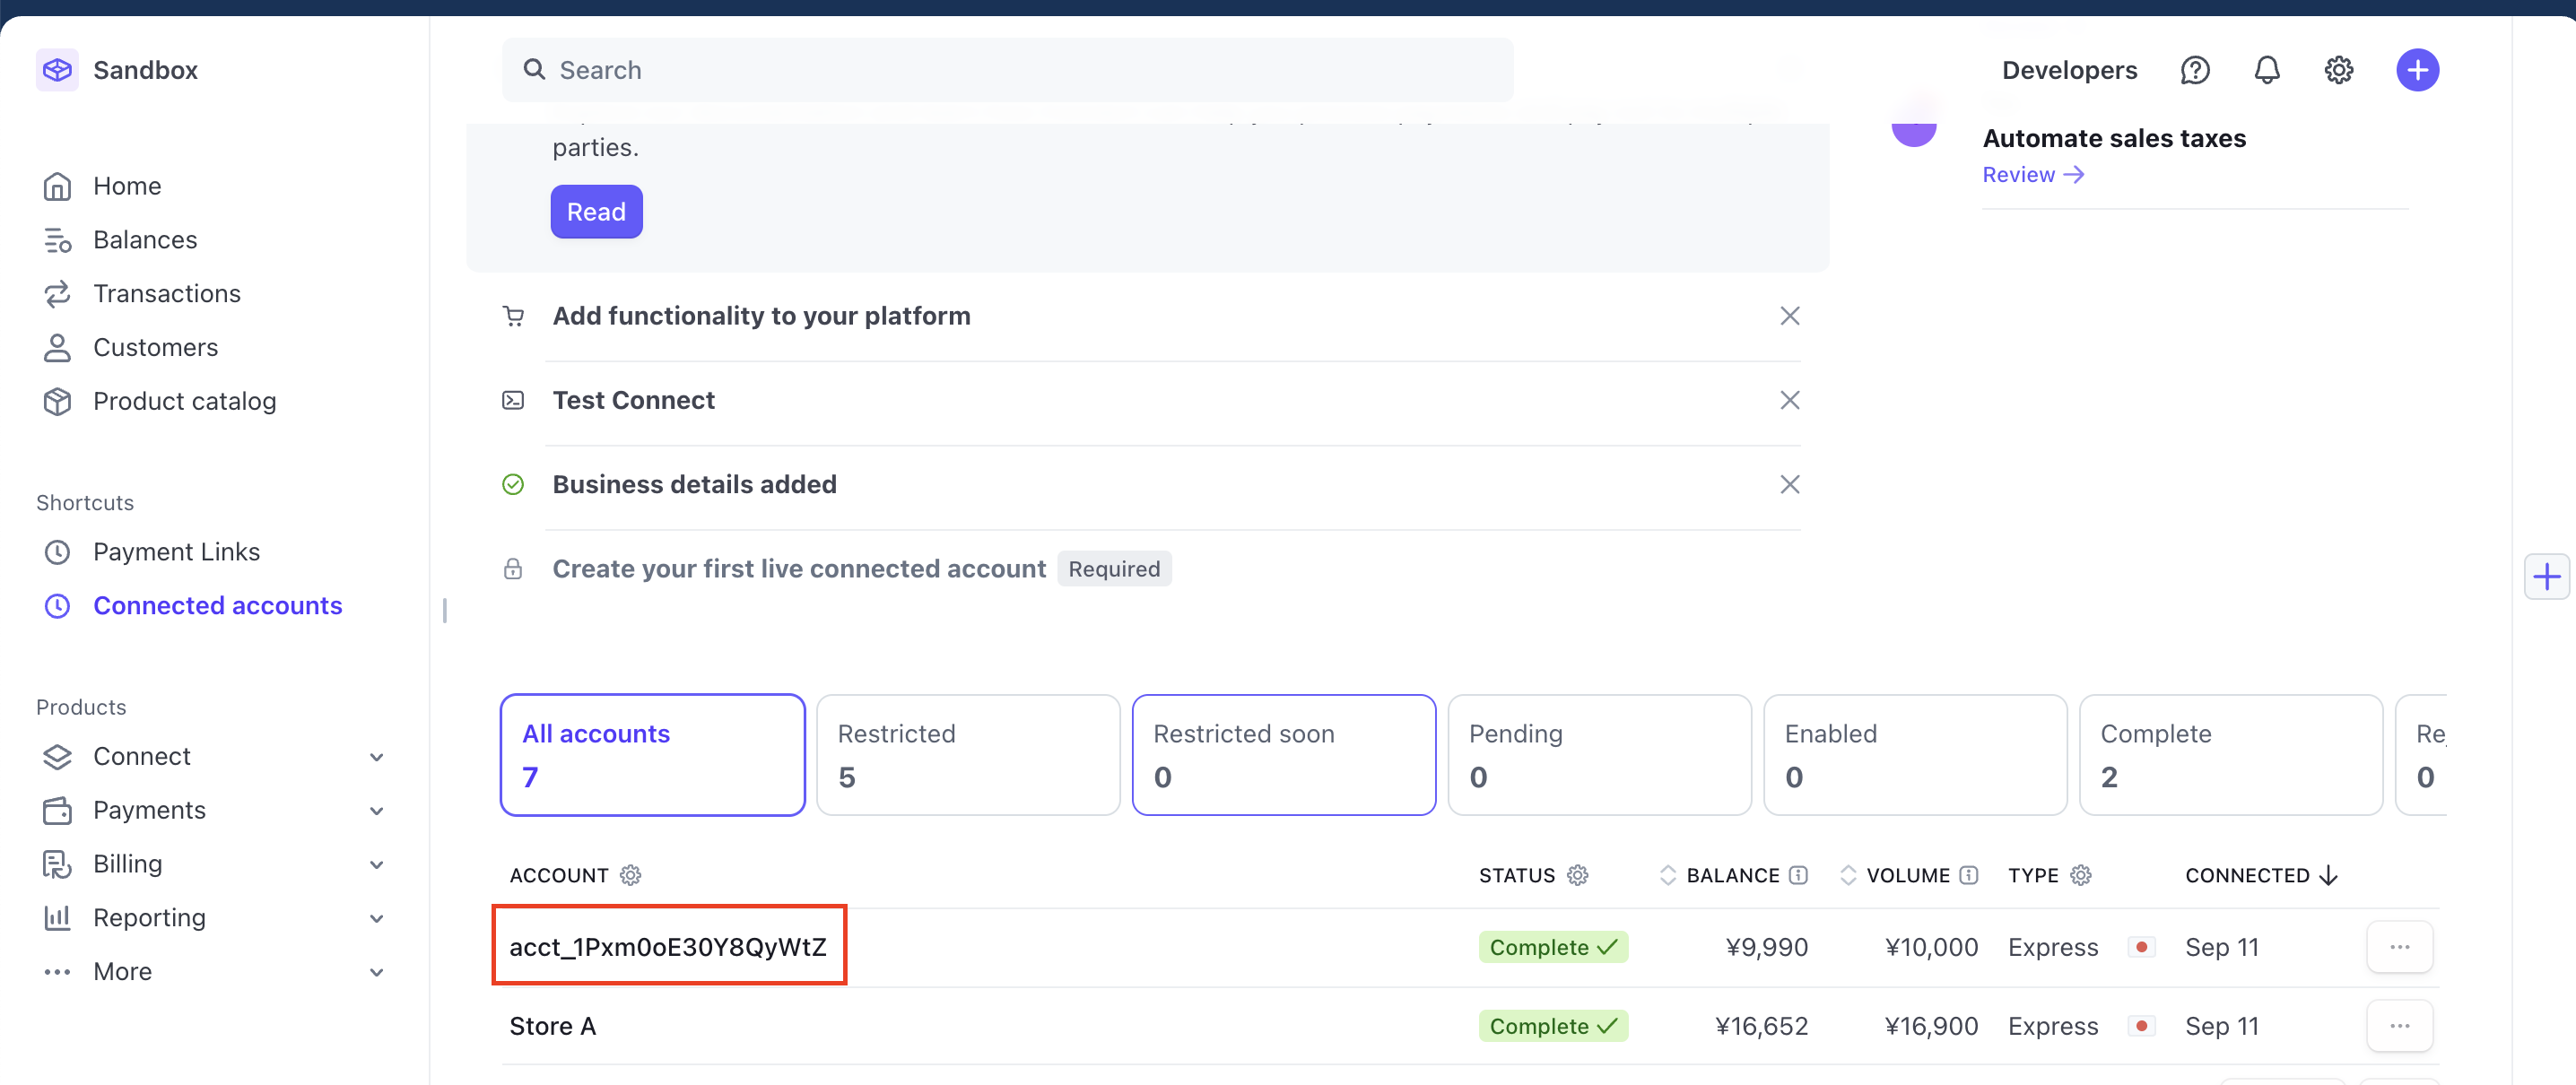 Sandbox
Search
Developers
Home
Balances
Transactions
Customers
Product catalog
Shortcuts
Payment Links
Connected accounts
Products
Connect
Payments
Billing
Reporting
More
parties.
Read
Automate sales taxes
Review →
Add functionality to your platform
Test Connect
Business details added
Create your first live connected account Required
All accounts
7
Restricted
5
Restricted soon
0
Pending
0
Enabled
0
Complete
2
0
ACCOUNT STATUS BALANCE VOLUME TYPE CONNECTED
acct_1Pxm0oE30Y8QyWtZ Complete ¥9,990 ¥10,000 Express Sep 11
Store A Complete ¥16,652 ¥16,900 Express Sep 11